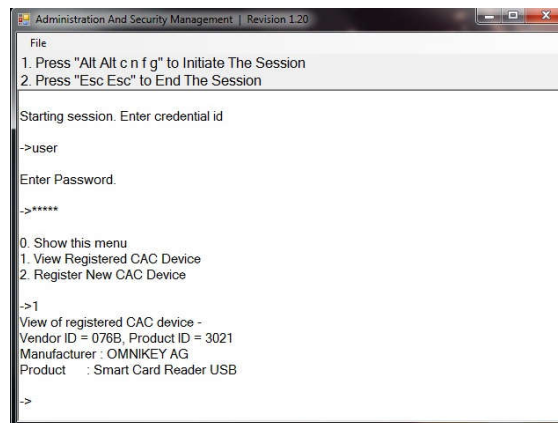 Administration And Security Management | Revision 1.20
File
1. Press "Alt Alt c n f g" to Initiate The Session
2. Press "Esc Esc" to End The Session
Starting session. Enter credential id
->user
Enter Password.
->*****
0. Show this menu
1. View Registered CAC Device
2. Register New CAC Device
->1
View of registered CAC device -
Vendor ID = 076B, Product ID = 3021
Manufacturer : OMNIKEY AG
Product : Smart Card Reader USB
->